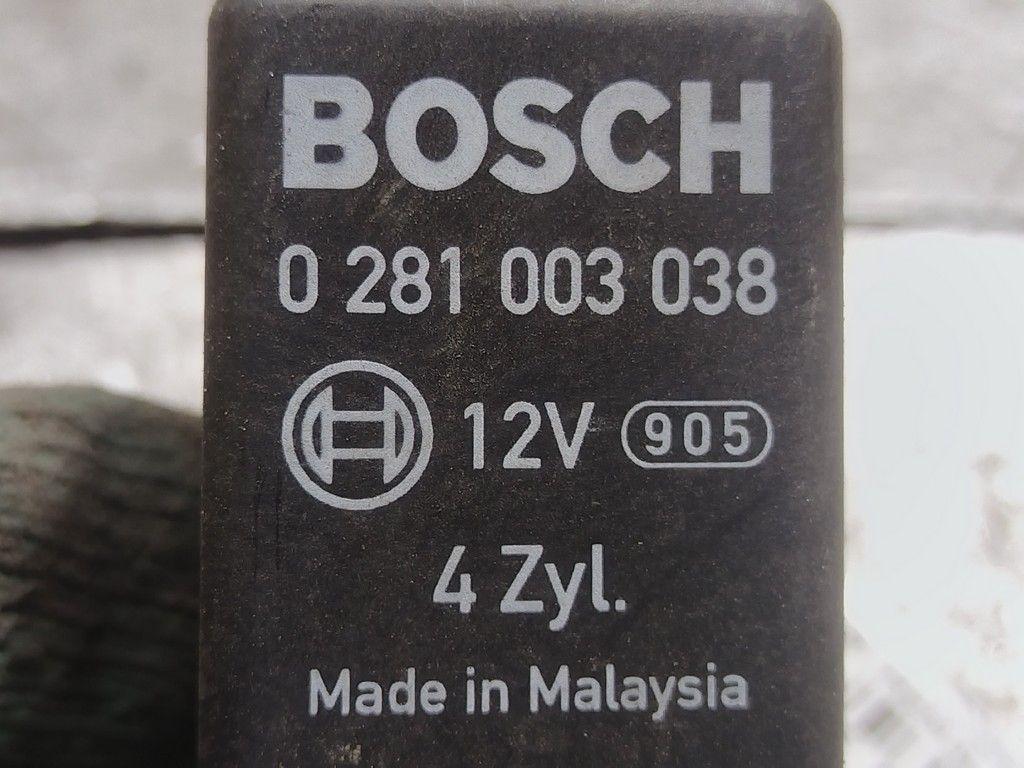 BOSCH
0 281 003 038
12V 905
4 Zyl.
Made in Malaysia